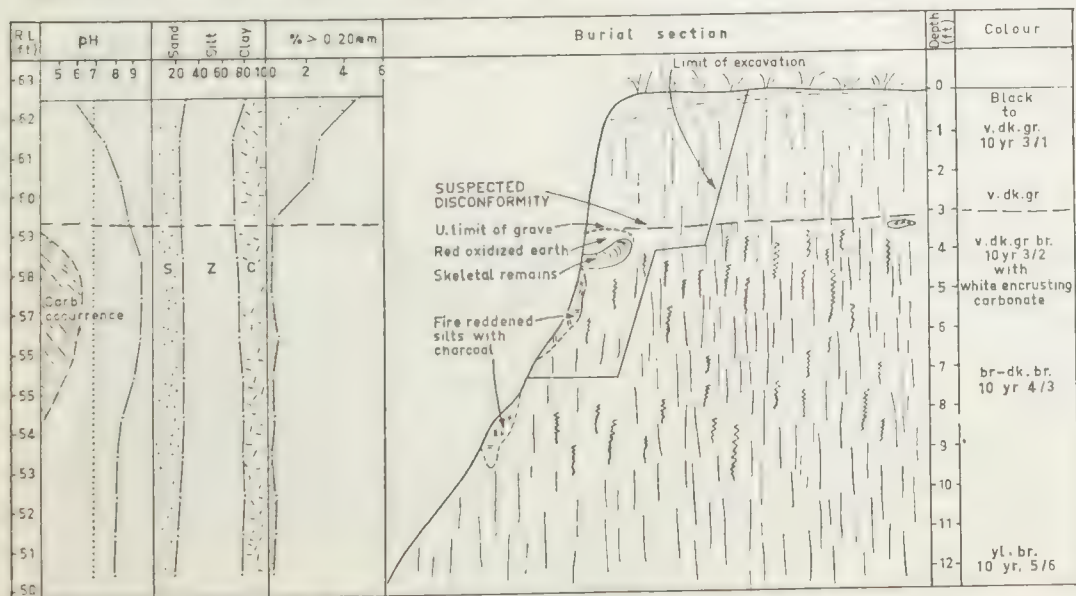 R L
(ft)
pH
Sand
Silt
Clay
% > 0·20mm
Burial section
Depth
(ft)
Colour
5 6 7 8 9
20 40 60 80 100
2 4 6
Limit of excavation
63
62
61
60
59
58
57
56
55
54
53
52
51
50
Carb
occurrence
S
Z
C
SUSPECTED
DISCONFORMITY
U. limit of grave
Red oxidized earth
Skeletal remains
Fire reddened
silts with
charcoal
0
1
2
3
4
5
6
7
8
9
10
11
12
Black
to
v.dk.gr.
10 yr 3/1
v.dk.gr
v.dk.gr br.
10yr 3/2
with
white encrusting
carbonate
br-dk.br.
10 yr 4/3
yl. br.
10 yr. 5/6